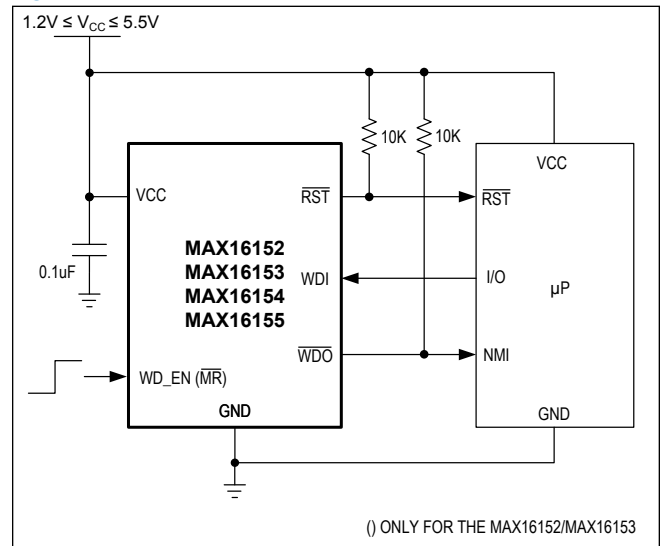 1.2V ≤ VCC ≤ 5.5V
10K
10K
VCC
VCC
RST
RST
MAX16152
MAX16153
MAX16154
MAX16155
0.1uF
WDI
I/O
µP
WDO
NMI
WD_EN (MR)
GND
GND
() ONLY FOR THE MAX16152/MAX16153